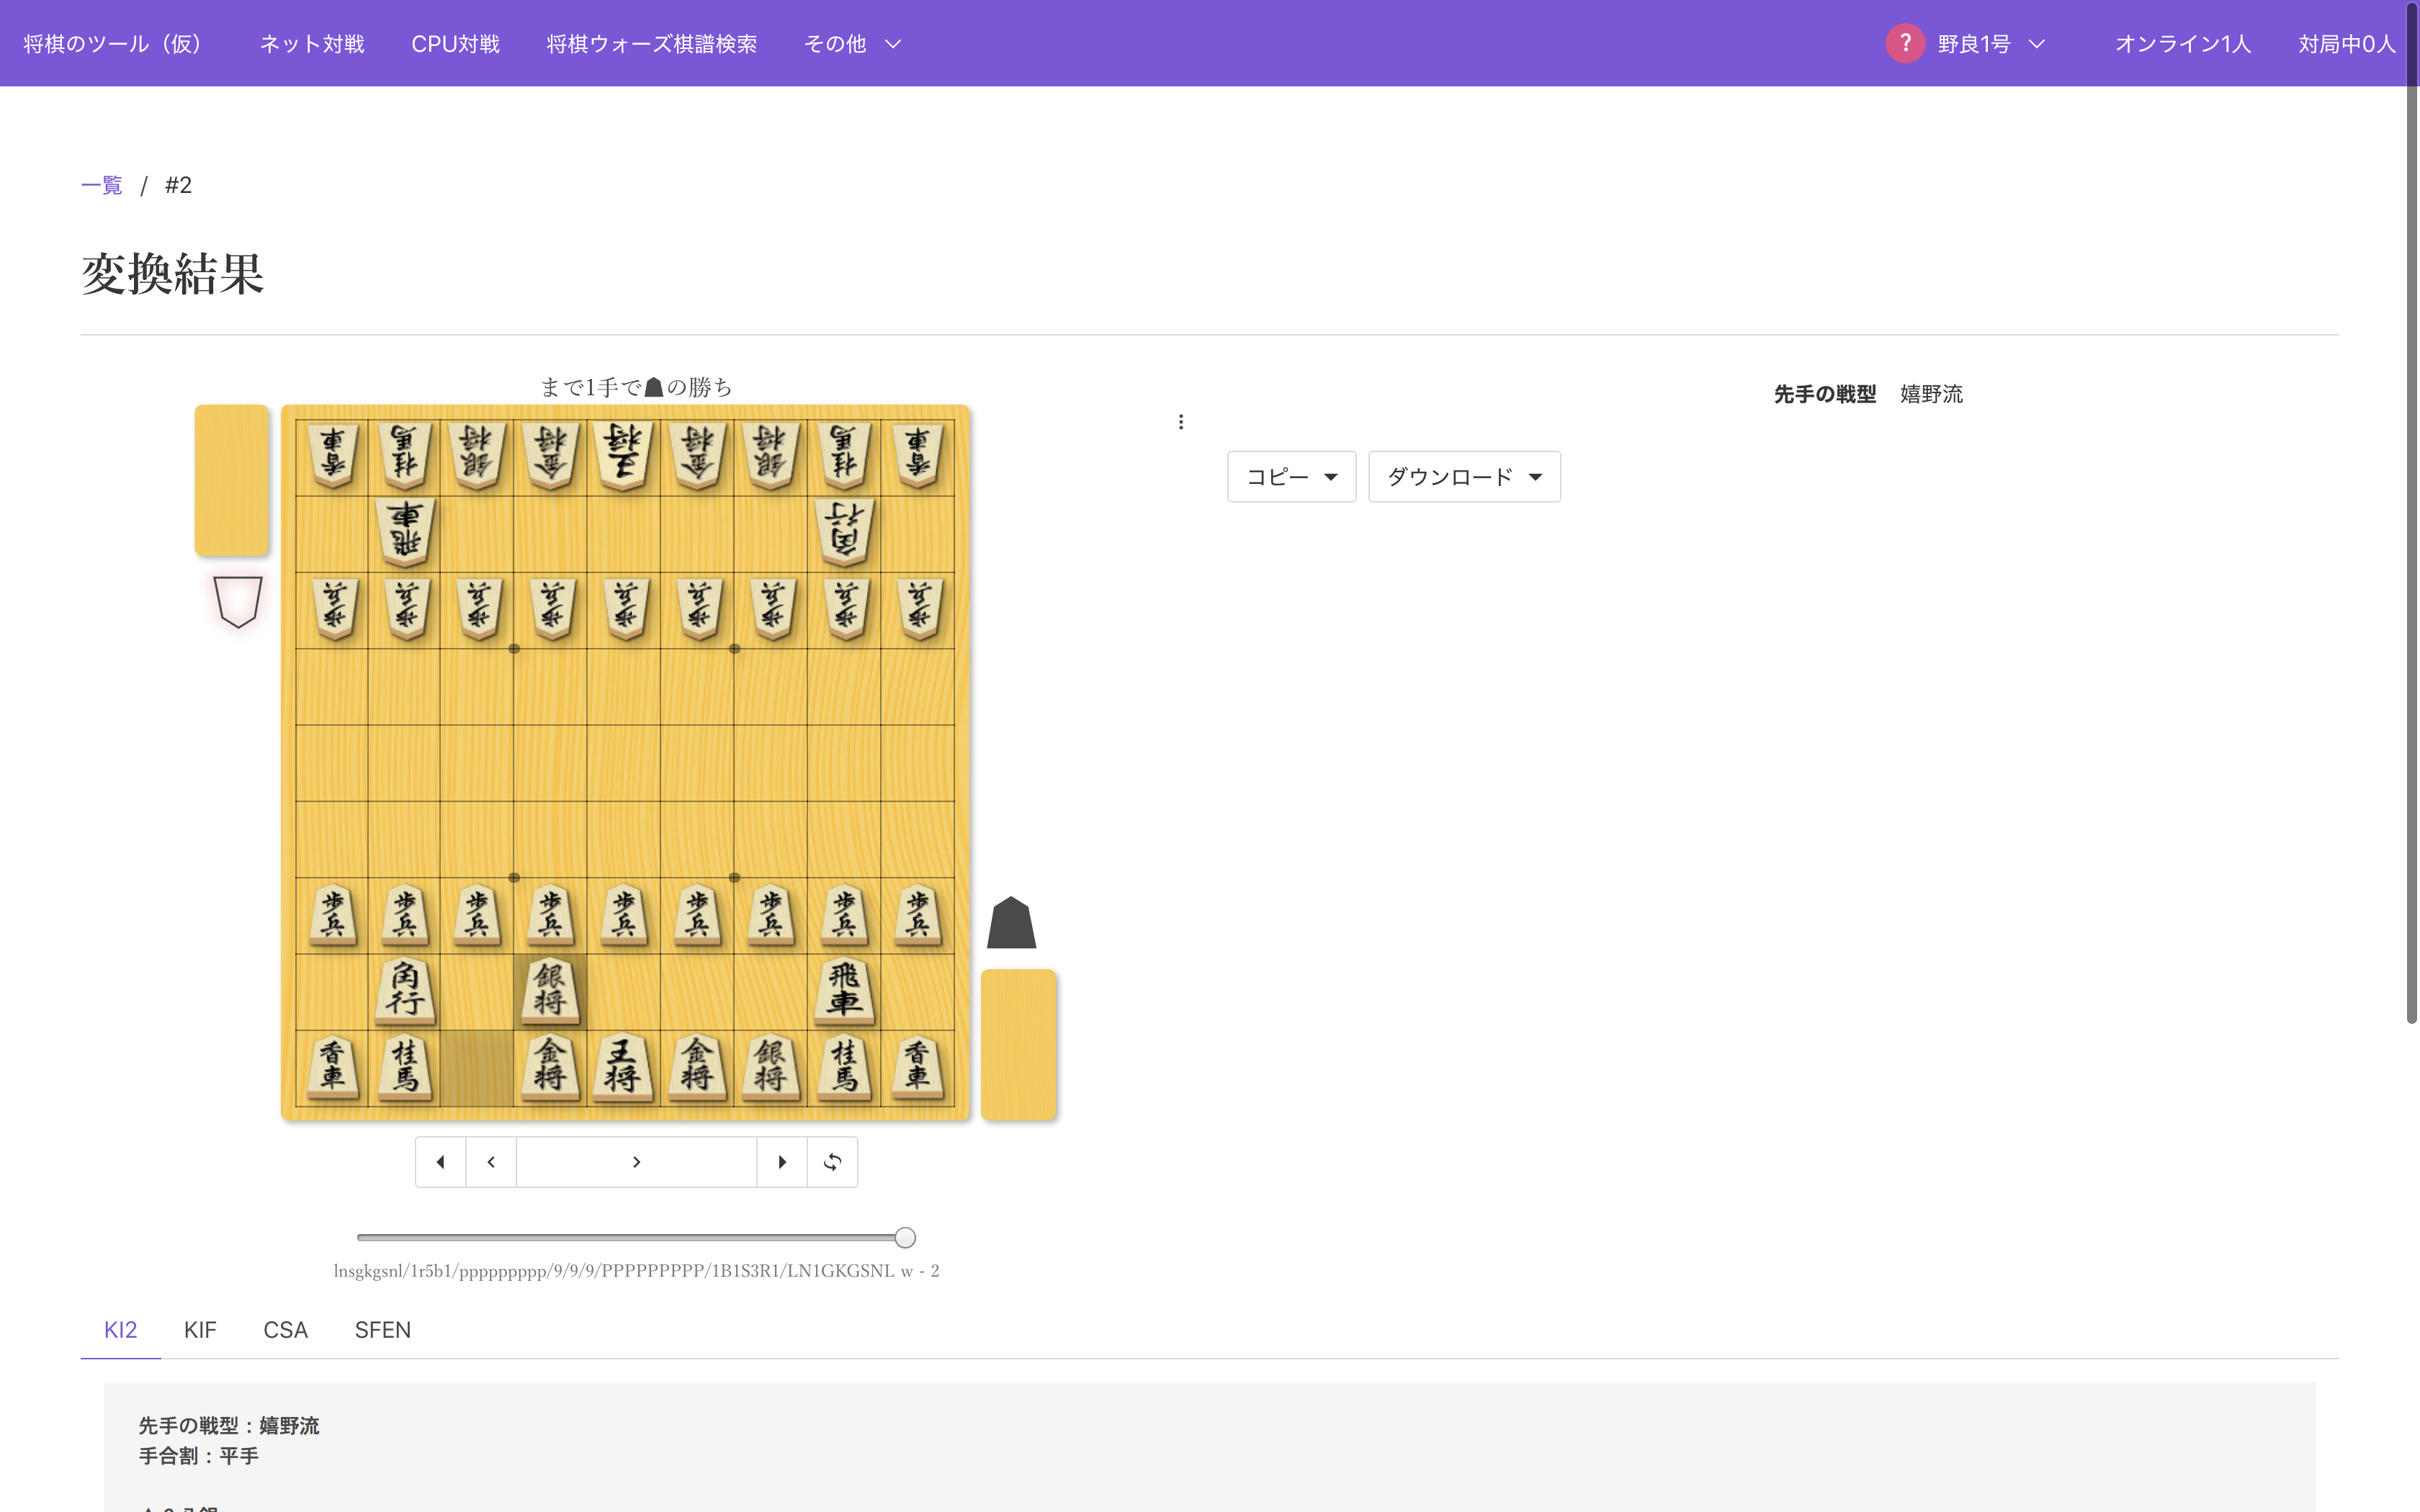 将棋のツール（仮） ネット対戦 CPU対戦 将棋ウォーズ棋譜検索 その他 ? 野良1号 オンライン1人 対局中0人
一覧 / #2
変換結果
まで1手で☗の勝ち
先手の戦型 嬉野流
コピー ダウンロード
香車 桂馬 銀将 金将 王将 金将 銀将 桂馬 香車
飛車 角行
歩兵 歩兵 歩兵 歩兵 歩兵 歩兵 歩兵 歩兵 歩兵
歩兵 歩兵 歩兵 歩兵 歩兵 歩兵 歩兵 歩兵 歩兵
角行 銀将 飛車
香車 桂馬 金将 王将 金将 銀将 桂馬 香車
lnsgkgsnl/1r5b1/ppppppppp/9/9/9/PPPPPPPPP/1B1S3R1/LN1GKGSNL w - 2
KI2 KIF CSA SFEN
先手の戦型：嬉野流
手合割：平手